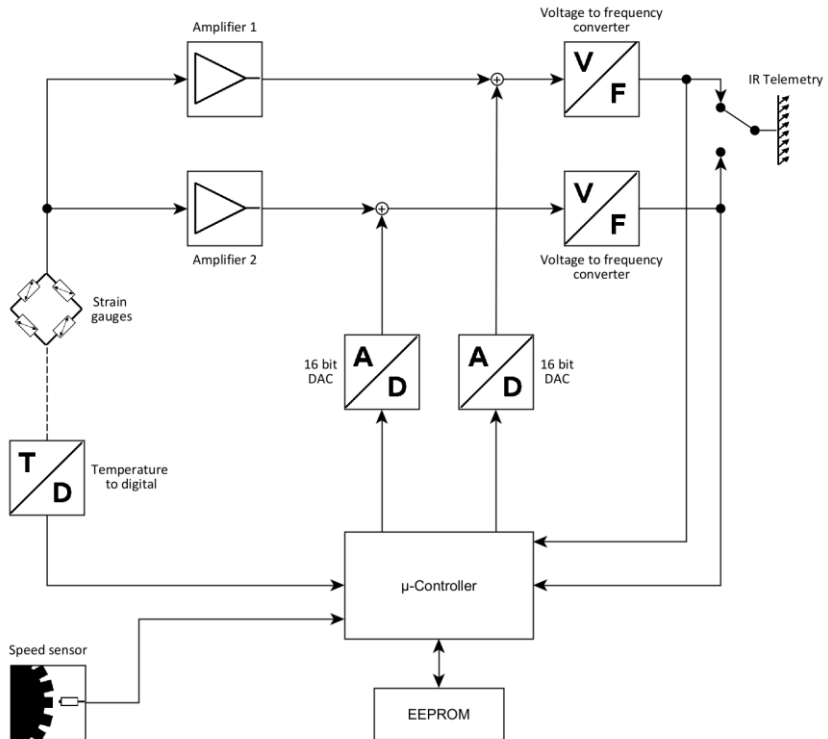 Amplifier 1
Voltage to frequency
converter
V
F
IR Telemetry
Amplifier 2
V
F
Voltage to frequency
converter
Strain
gauges
16 bit
DAC
A
D
A
D
16 bit
DAC
T
D
Temperature
to digital
μ-Controller
Speed sensor
EEPROM